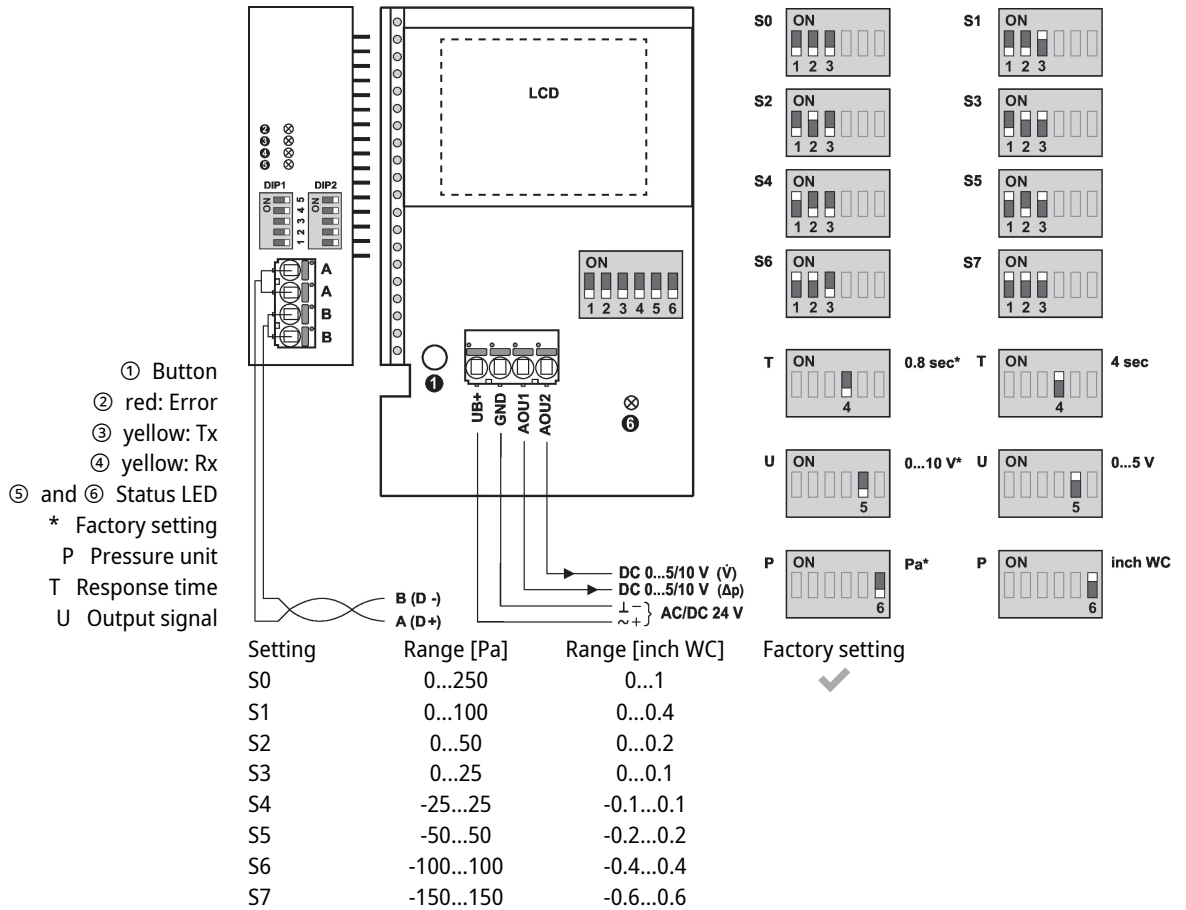 LCD
❷
❸
❹
❺
DIP1 DIP2
ON ON
1 2 3 4 5
A
A
B
B
ON
1 2 3 4 5 6
❶
UB+ GND AOU1 AOU2
❻
DC 0...5/10 V (V̇)
DC 0...5/10 V (Δp)
⊥ − } AC/DC 24 V
~ +
B (D -)
A (D+)
① Button
② red: Error
③ yellow: Tx
④ yellow: Rx
⑤ and ⑥ Status LED
* Factory setting
P Pressure unit
T Response time
U Output signal
S0 ON
1 2 3
S1 ON
1 2 3
S2 ON
1 2 3
S3 ON
1 2 3
S4 ON
1 2 3
S5 ON
1 2 3
S6 ON
1 2 3
S7 ON
1 2 3
T ON 0.8 sec*
4
T ON 4 sec
4
U ON 0...10 V*
5
U ON 0...5 V
5
P ON Pa*
6
P ON inch WC
6
Setting Range [Pa] Range [inch WC] Factory setting
S0 0...250 0...1 ✓
S1 0...100 0...0.4
S2 0...50 0...0.2
S3 0...25 0...0.1
S4 -25...25 -0.1...0.1
S5 -50...50 -0.2...0.2
S6 -100...100 -0.4...0.4
S7 -150...150 -0.6...0.6